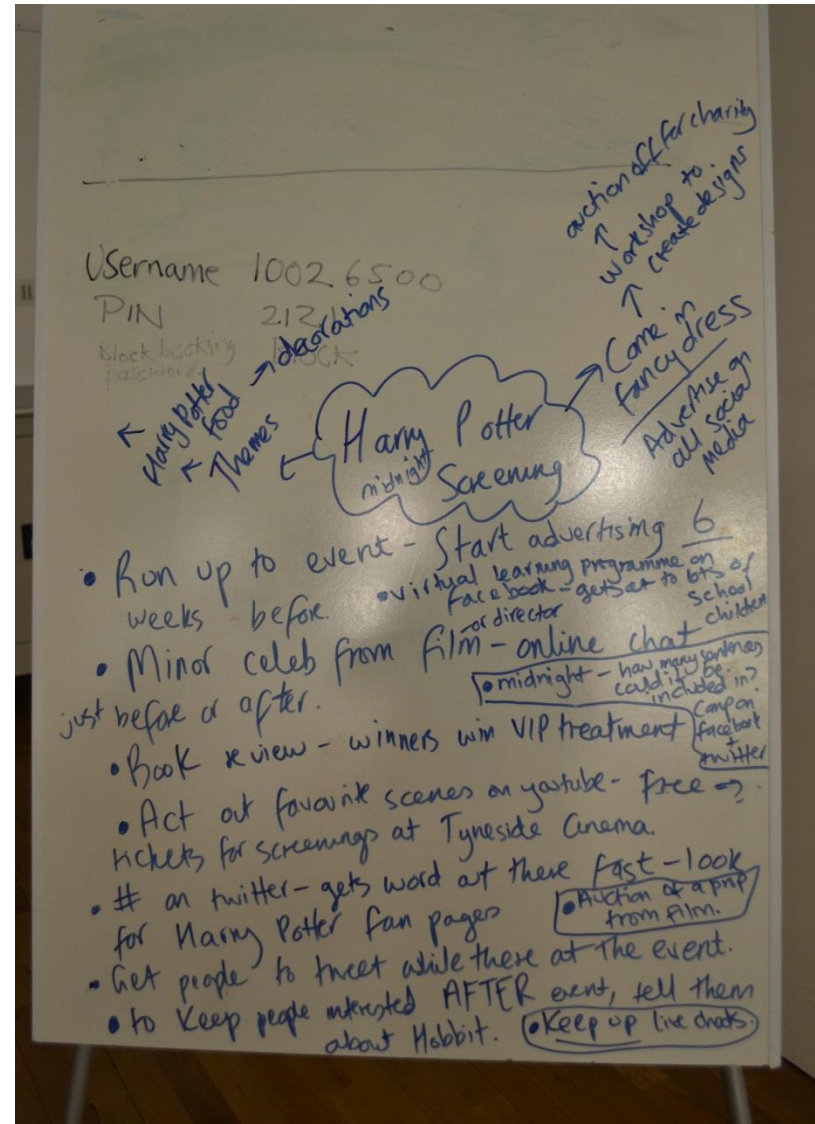 Username 1002 6500
PIN 212
Block booking
password
BLOCK
auction off for charity
workshop to
create designs
Come in
fancy dress
Advertise on
all social
media
decorations
Harry Potter
food
Themes
Harry Potter
midnight
Screening
• Run up to event - Start advertising 6
weeks before.
• virtual learning programme on
facebook - gets sat to bts of
school
children
or director
• Minor celeb from film - online chat
just before or after.
• midnight - how many sentences
could it be
included in?
Camp on
facebook
+
twitter
• Book review - winners win VIP treatment
• Act out favourite scenes on youtube - free →
tickets for screenings at Tyneside Cinema.
• # on twitter - gets word out there fast - look
for Harry Potter fan pages
• Auction of a prop
from film.
• Get people to tweet while there at the event.
• to keep people interested AFTER event, tell them
about Hobbit.
• Keep up live chats.